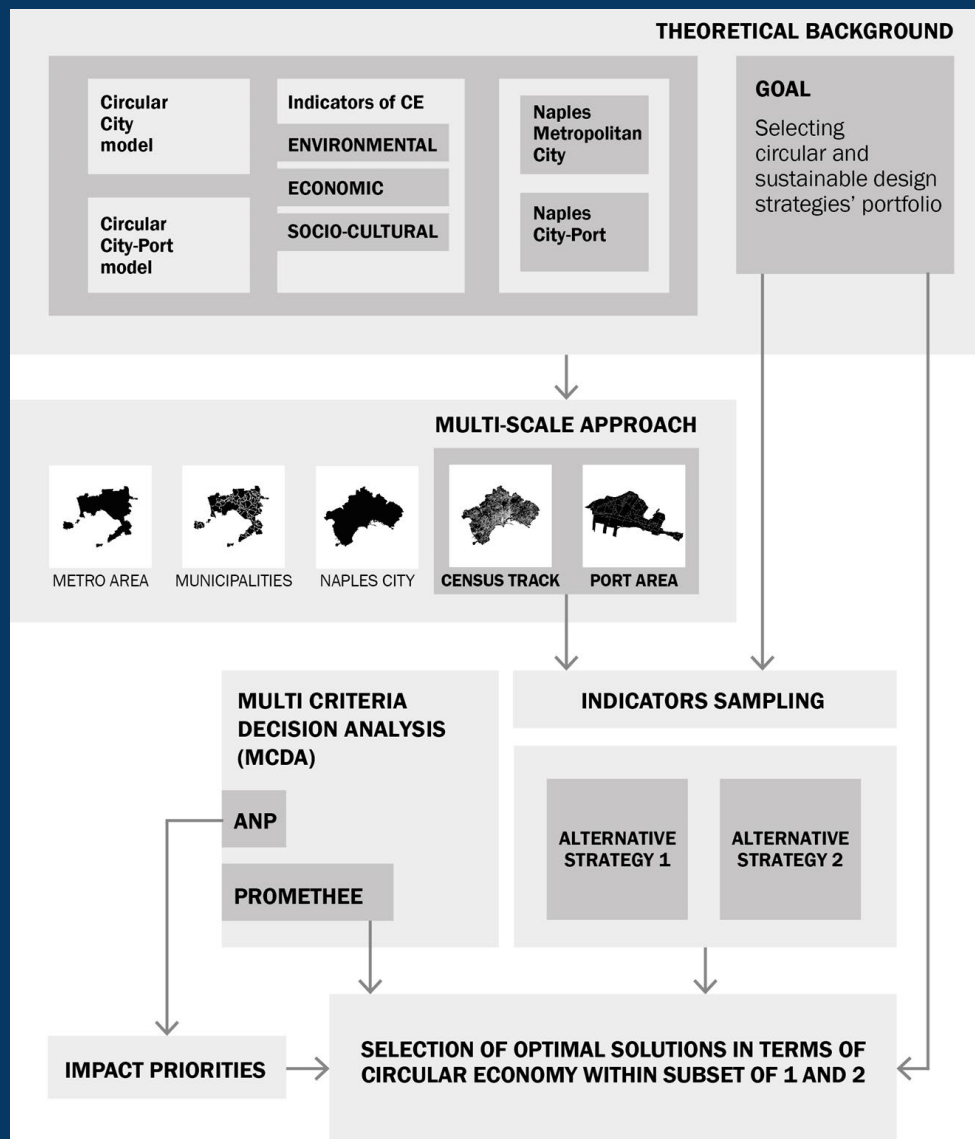 THEORETICAL BACKGROUND
Circular
City
model
Circular
City-Port
model
Indicators of CE
ENVIRONMENTAL
ECONOMIC
SOCIO-CULTURAL
Naples
Metropolitan
City
Naples
City-Port
GOAL
Selecting
circular and
sustainable design
strategies’ portfolio
MULTI-SCALE APPROACH
METRO AREA
MUNICIPALITIES
NAPLES CITY
CENSUS TRACK
PORT AREA
MULTI CRITERIA
DECISION ANALYSIS
(MCDA)
ANP
PROMETHEE
INDICATORS SAMPLING
ALTERNATIVE
STRATEGY 1
ALTERNATIVE
STRATEGY 2
IMPACT PRIORITIES
SELECTION OF OPTIMAL SOLUTIONS IN TERMS OF
CIRCULAR ECONOMY WITHIN SUBSET OF 1 AND 2